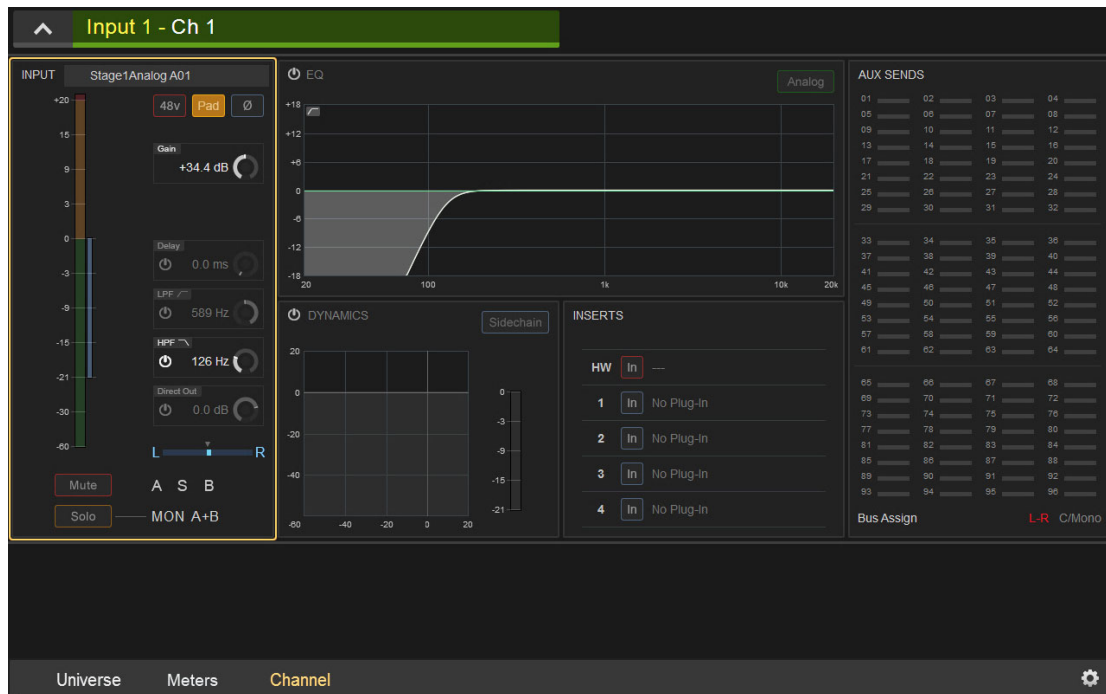 Input 1 - Ch 1
INPUT Stage1Analog A01
+20
15
9
3
0
-3
-9
-15
-21
-30
-60
48v Pad Ø
Gain
+34.4 dB
Delay
0.0 ms
LPF
589 Hz
HPF
126 Hz
Direct Out
0.0 dB
L R
Mute A S B
Solo MON A+B
EQ Analog
+18
+12
+6
0
-6
-12
-18
20 100 1k 10k 20k
DYNAMICS Sidechain
20
0
-20
-40
-60 -40 -20 0 20
0
-3
-9
-15
-21
INSERTS
HW In ---
1 In No Plug-In
2 In No Plug-In
3 In No Plug-In
4 In No Plug-In
AUX SENDS
01 02 03 04
05 06 07 08
09 10 11 12
13 14 15 16
17 18 19 20
21 22 23 24
25 26 27 28
29 30 31 32
33 34 35 36
37 38 39 40
41 42 43 44
45 46 47 48
49 50 51 52
53 54 55 56
57 58 59 60
61 62 63 64
65 66 67 68
69 70 71 72
73 74 75 76
77 78 79 80
81 82 83 84
85 86 87 88
89 90 91 92
93 94 95 96
Bus Assign L-R C/Mono
Universe Meters Channel